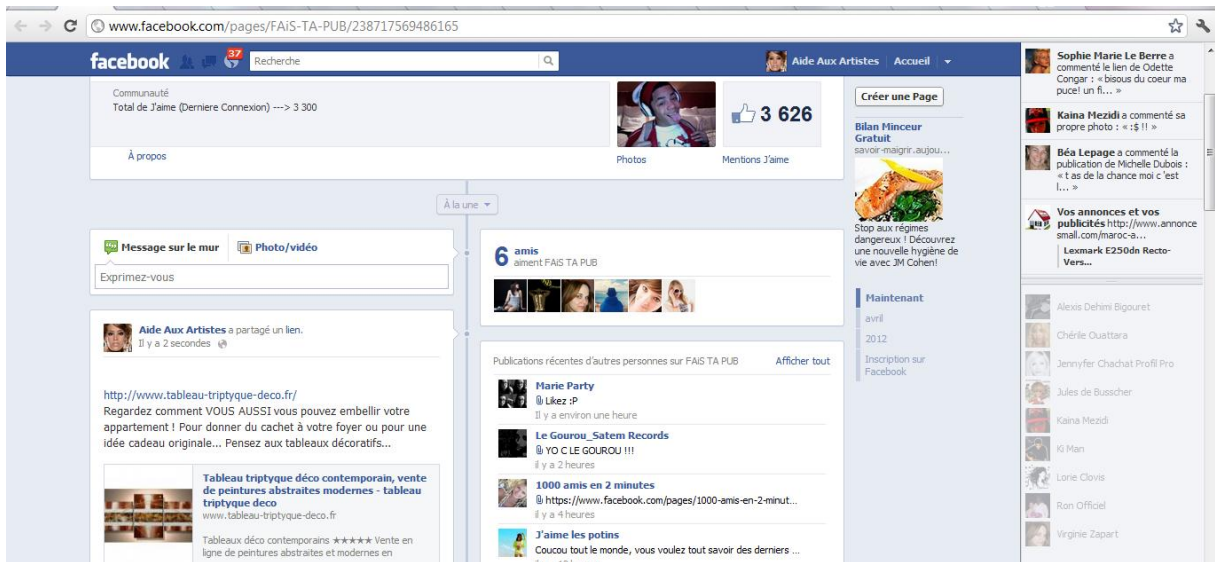 www.facebook.com/pages/FAiS-TA-PUB/238717569486165
facebook
37
Recherche
Aide Aux Artistes
Accueil
Communauté
Total de J'aime (Derniere Connexion) ---> 3 300
À propos
Photos
3 626
Mentions J'aime
À la une
Message sur le mur
Photo/vidéo
Exprimez-vous
Aide Aux Artistes a partagé un lien.
Il y a 2 secondes
http://www.tableau-triptyque-deco.fr/
Regardez comment VOUS AUSSI vous pouvez embellir votre
appartement ! Pour donner du cachet à votre foyer ou pour une
idée cadeau originale... Pensez aux tableaux décoratifs...
Tableau triptyque déco contemporain, vente
de peintures abstraites modernes - tableau
triptyque deco
www.tableau-triptyque-deco.fr
Tableaux déco contemporains ★★★★★ Vente en
ligne de peintures abstraites et modernes en
6 amis
aiment FAiS TA PUB
Publications récentes d'autres personnes sur FAiS TA PUB
Afficher tout
Marie Party
Likez :P
Il y a environ une heure
Le Gourou_Satem Records
YO C LE GOUROU !!!
il y a 2 heures
1000 amis en 2 minutes
https://www.facebook.com/pages/1000-amis-en-2-minut...
il y a 4 heures
J'aime les potins
Coucou tout le monde, vous voulez tout savoir des derniers ...
Créer une Page
Bilan Minceur
Gratuit
savoir-maigrir.aujou...
Stop aux régimes
dangereux ! Découvrez
une nouvelle hygiène de
vie avec JM Cohen!
Maintenant
avril
2012
Inscription sur
Facebook
Sophie Marie Le Berre a
commenté le lien de Odette
Congar : « bisous du coeur ma
puce! un fi... »
Kaina Mezidi a commenté sa
propre photo : « :$ !! »
Béa Lepage a commenté la
publication de Michelle Dubois :
« t as de la chance moi c 'est
l... »
Vos annonces et vos
publicités http://www.annonce
small.com/maroc-a...
Lexmark E250dn Recto-
Vers...
Alexis Dehimi Bigouret
Chérile Ouattara
Jennyfer Chachat Profil Pro
Jules de Busscher
Kaina Mezidi
Ki Man
Lorie Clovis
Ron Officiel
Virginie Zapart